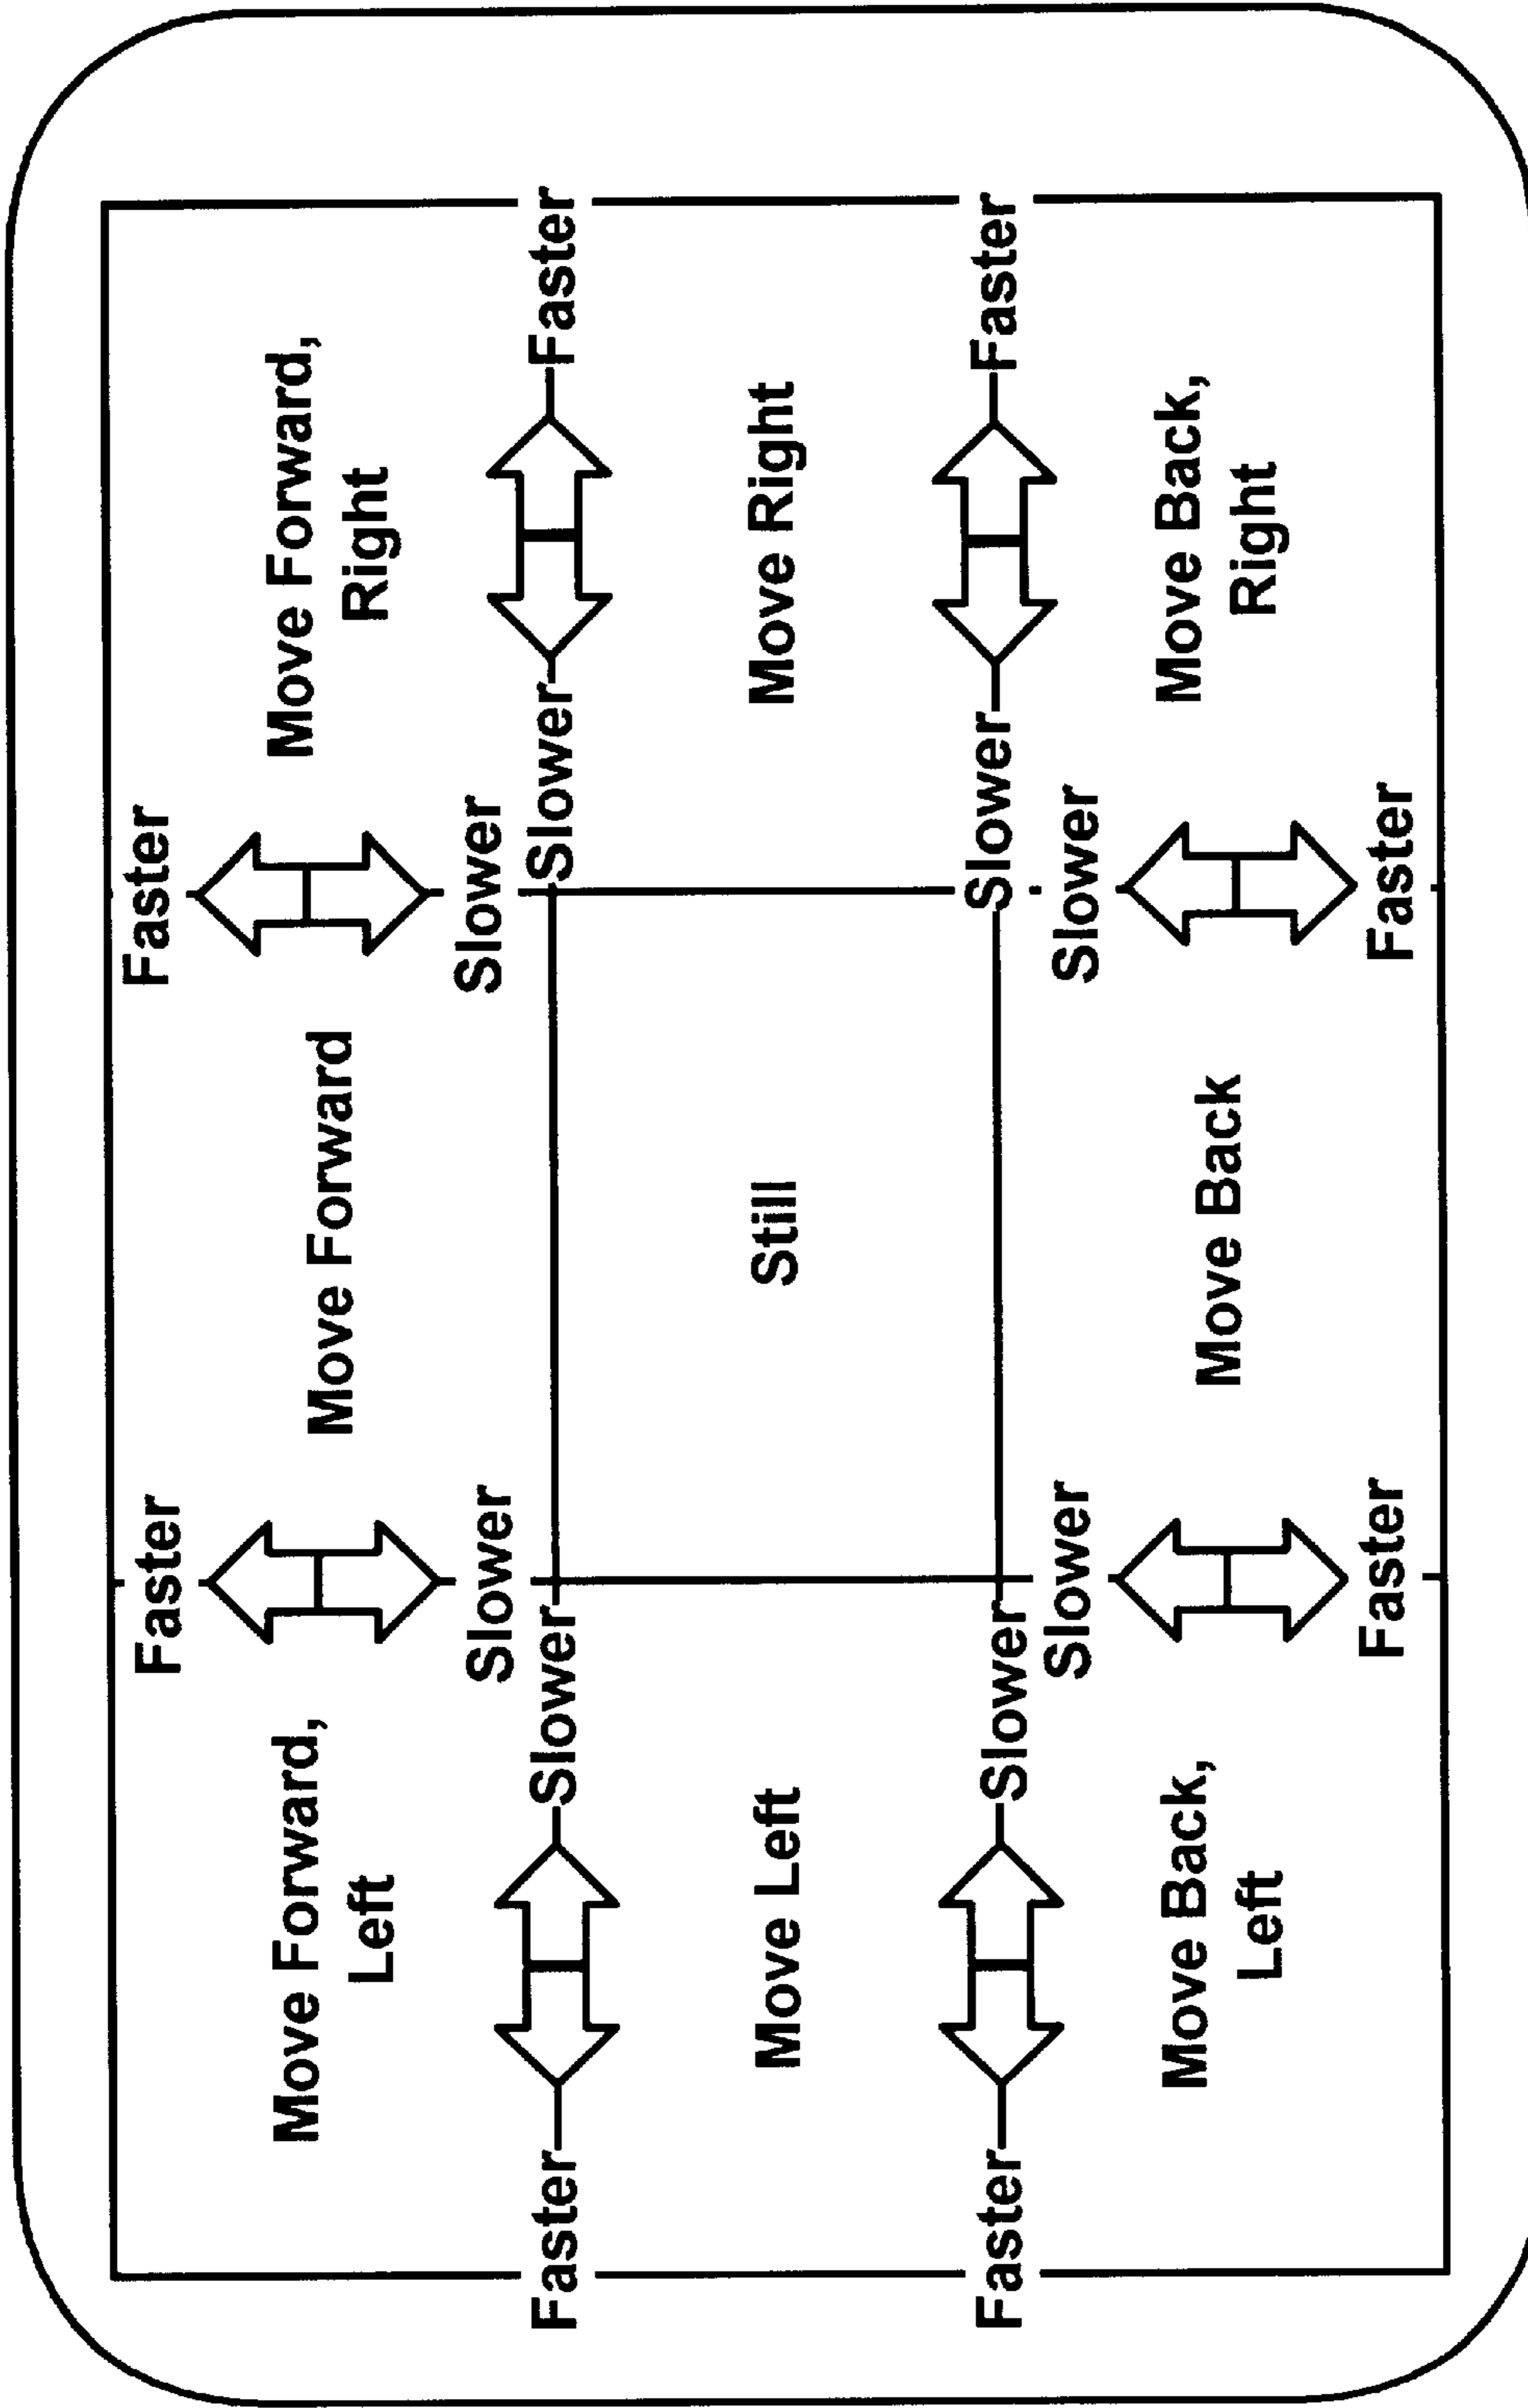 Faster
Faster
Move Forward,
Left
Move Forward
Move Forward,
Right
Slower
Slower
Faster
Slower
Slower
Faster
Move Left
Still
Move Right
Faster
Slower
Slower
Faster
Slower
Slower
Move Back,
Left
Move Back
Move Back,
Right
Faster
Faster